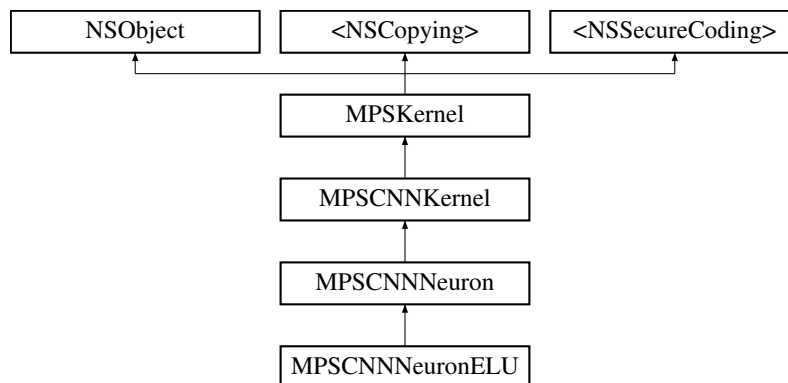 NSObject <NSCopying> <NSSecureCoding>
MPSKernel
MPSCNNKernel
MPSCNNNeuron
MPSCNNNeuronELU